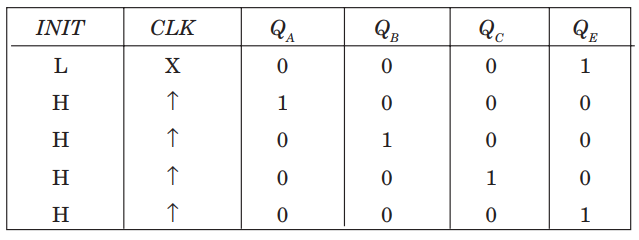 INIT CLK Q_A Q_B Q_C Q_E
L X 0 0 0 1
H ↑ 1 0 0 0
H ↑ 0 1 0 0
H ↑ 0 0 1 0
H ↑ 0 0 0 1